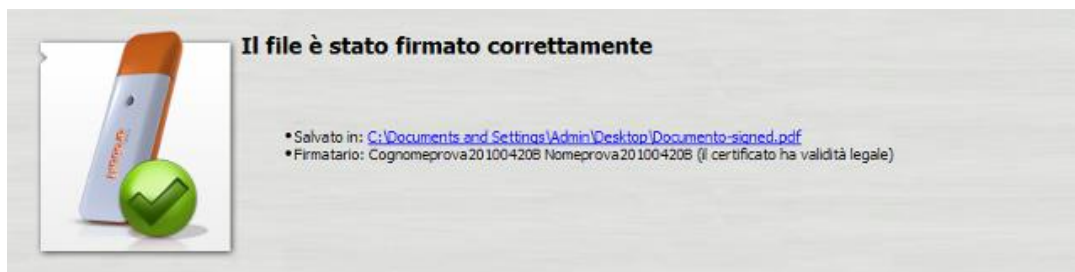 Il file è stato firmato correttamente
• Salvato in: C:\Documents and Settings\Admin\Desktop\Documento-signed.pdf
• Firmatario: Cognomeprova20100420B Nomeprova20100420B (il certificato ha validità legale)